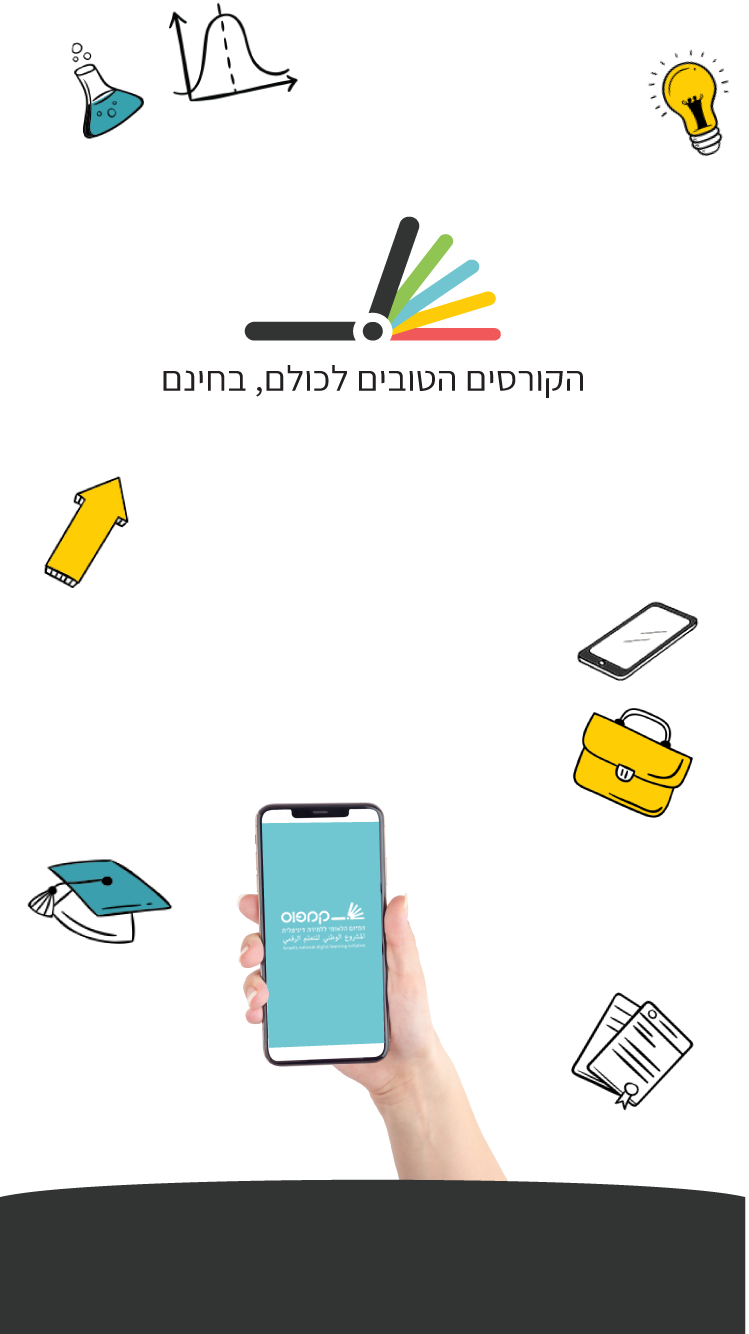 הקורסים הטובים לכולם, בחינם
קמפוס
המיזם הלאומי ללמידה דיגיטלית
المشروع الوطني للتعلم الرقمي
Israel's national digital learning initiative